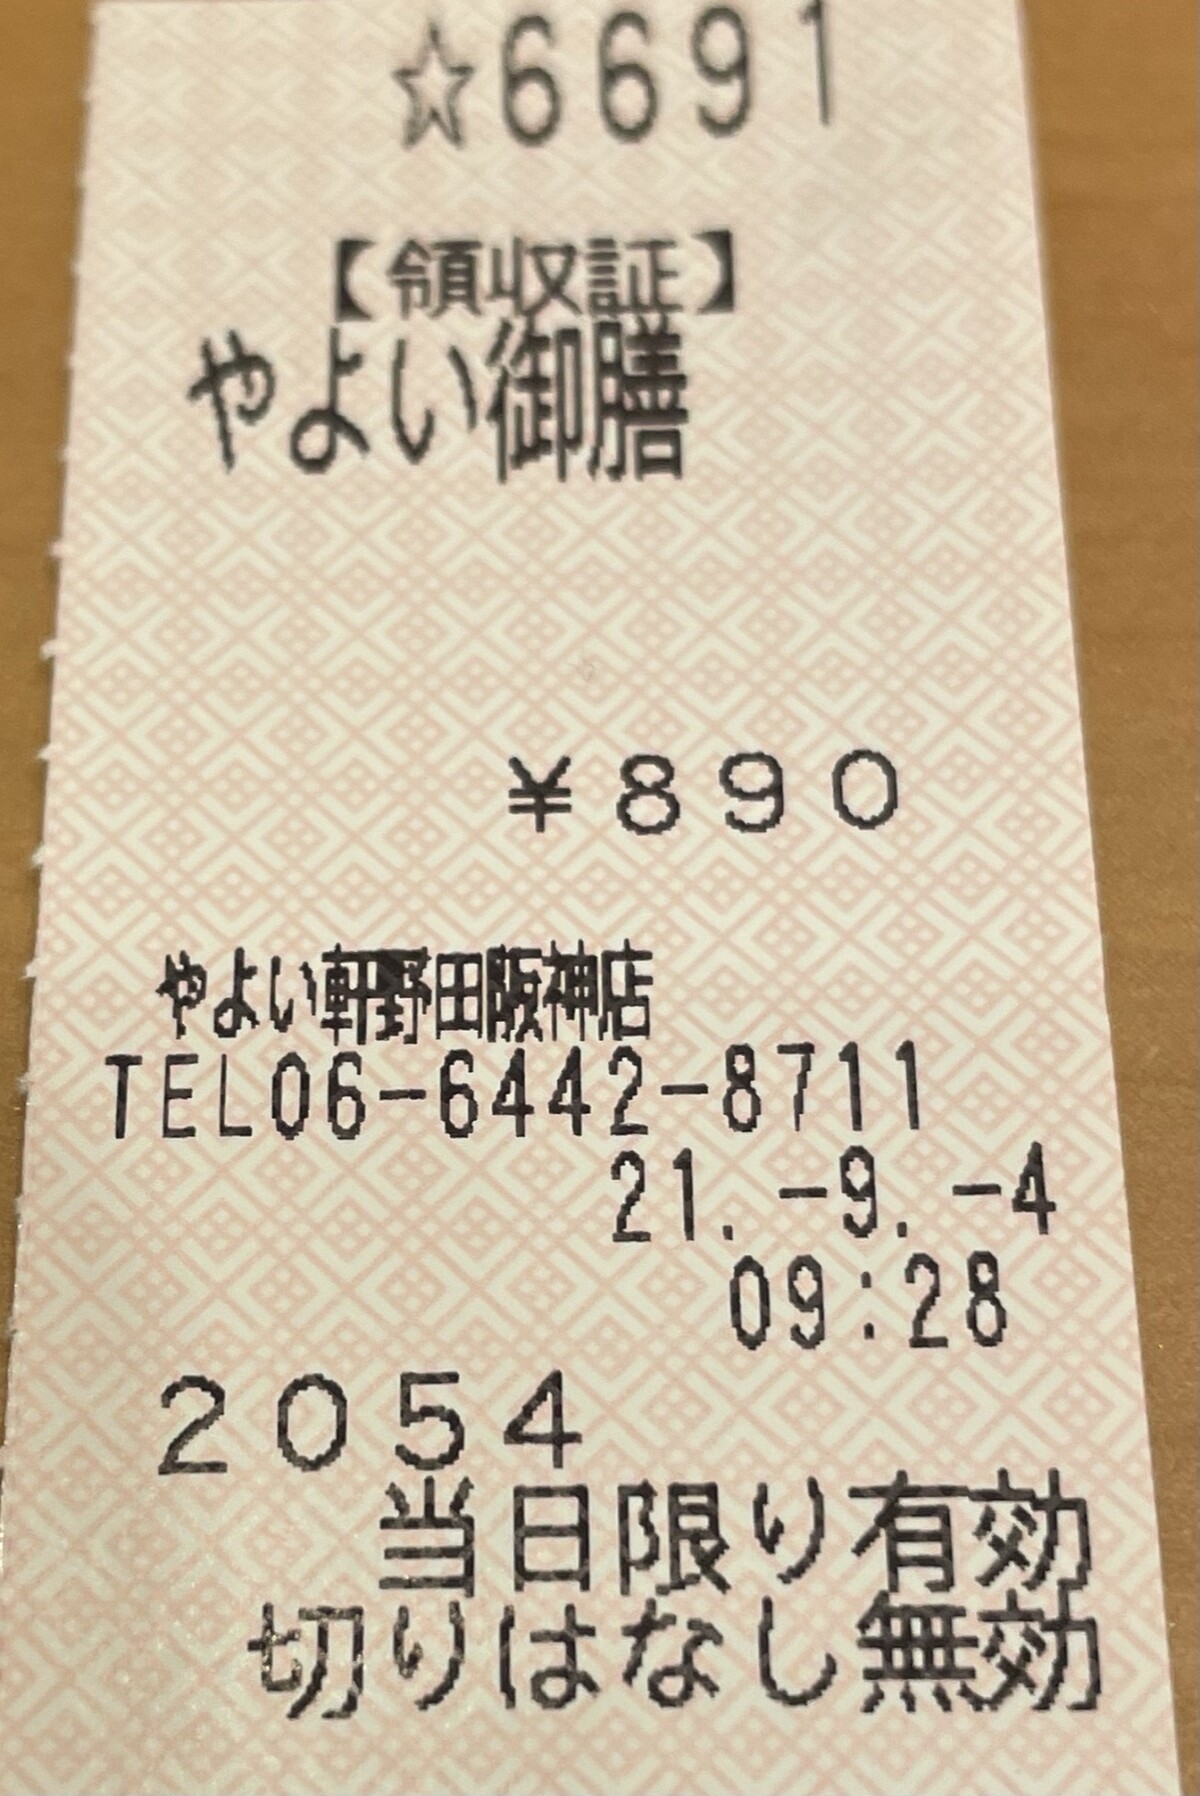 ☆6691
【領収証】
やよい御膳
¥890
やよい軒野田阪神店
TEL06-6442-8711
21.-9.-4
09:28
2054
当日限り有効
切りはなし無効